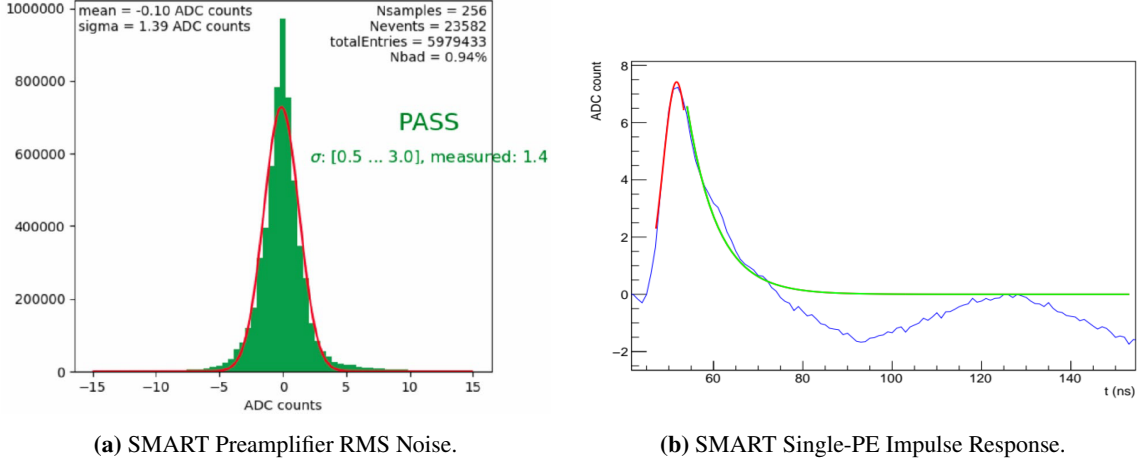 mean = -0.10 ADC counts
sigma = 1.39 ADC counts
Nsamples = 256
Nevents = 23582
totalEntries = 5979433
Nbad = 0.94%
PASS
σ: [0.5 ... 3.0], measured: 1.4
1000000
800000
600000
400000
200000
0
−15 −10 −5 0 5 10 15
ADC counts
(a) SMART Preamplifier RMS Noise.
ADC count
8
6
4
2
0
−2
60 80 100 120 140
t (ns)
(b) SMART Single-PE Impulse Response.